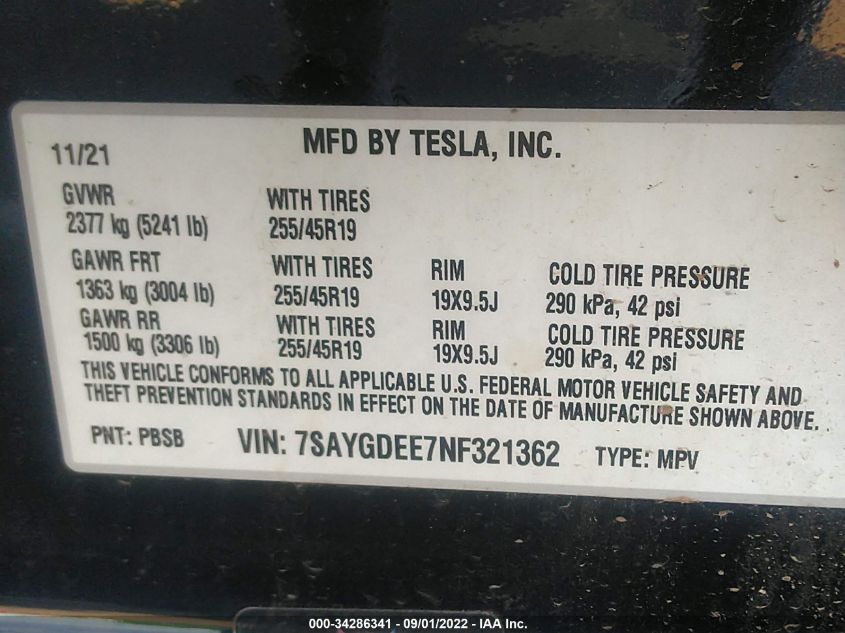 MFD BY TESLA, INC.
11/21
GVWR WITH TIRES
2377 kg (5241 lb) 255/45R19
GAWR FRT WITH TIRES RIM COLD TIRE PRESSURE
1363 kg (3004 lb) 255/45R19 19X9.5J 290 kPa, 42 psi
GAWR RR WITH TIRES RIM COLD TIRE PRESSURE
1500 kg (3306 lb) 255/45R19 19X9.5J 290 kPa, 42 psi
THIS VEHICLE CONFORMS TO ALL APPLICABLE U.S. FEDERAL MOTOR VEHICLE SAFETY AND
THEFT PREVENTION STANDARDS IN EFFECT ON THE DATE OF MANUFACTURE SHOWN ABOVE.
PNT: PBSB VIN: 7SAYGDEE7NF321362 TYPE: MPV
000-34286341 - 09/01/2022 - IAA Inc.